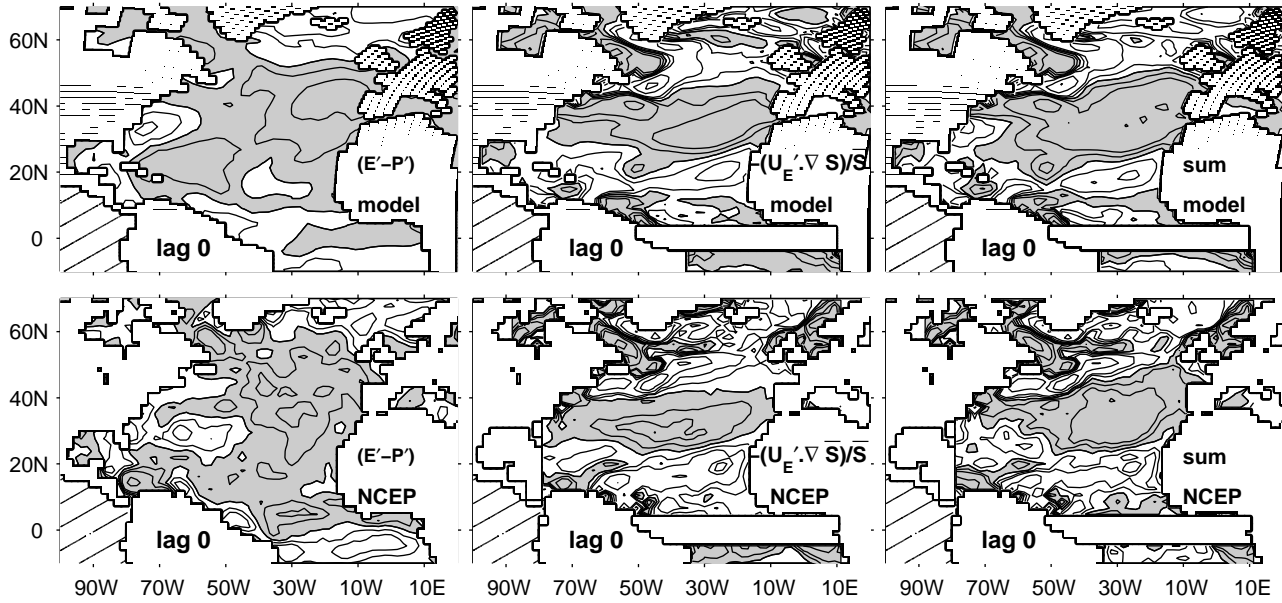 60N
40N
20N
0
(E′−P′)
model
lag 0
−(U_E′.∇ S)/S
model
lag 0
sum
model
lag 0
60N
40N
20N
0
(E′−P′)
NCEP
lag 0
−(U_E′.∇ S̅)/S̅
NCEP
lag 0
sum
NCEP
lag 0
90W 70W 50W 30W 10W 10E
90W 70W 50W 30W 10W 10E
90W 70W 50W 30W 10W 10E